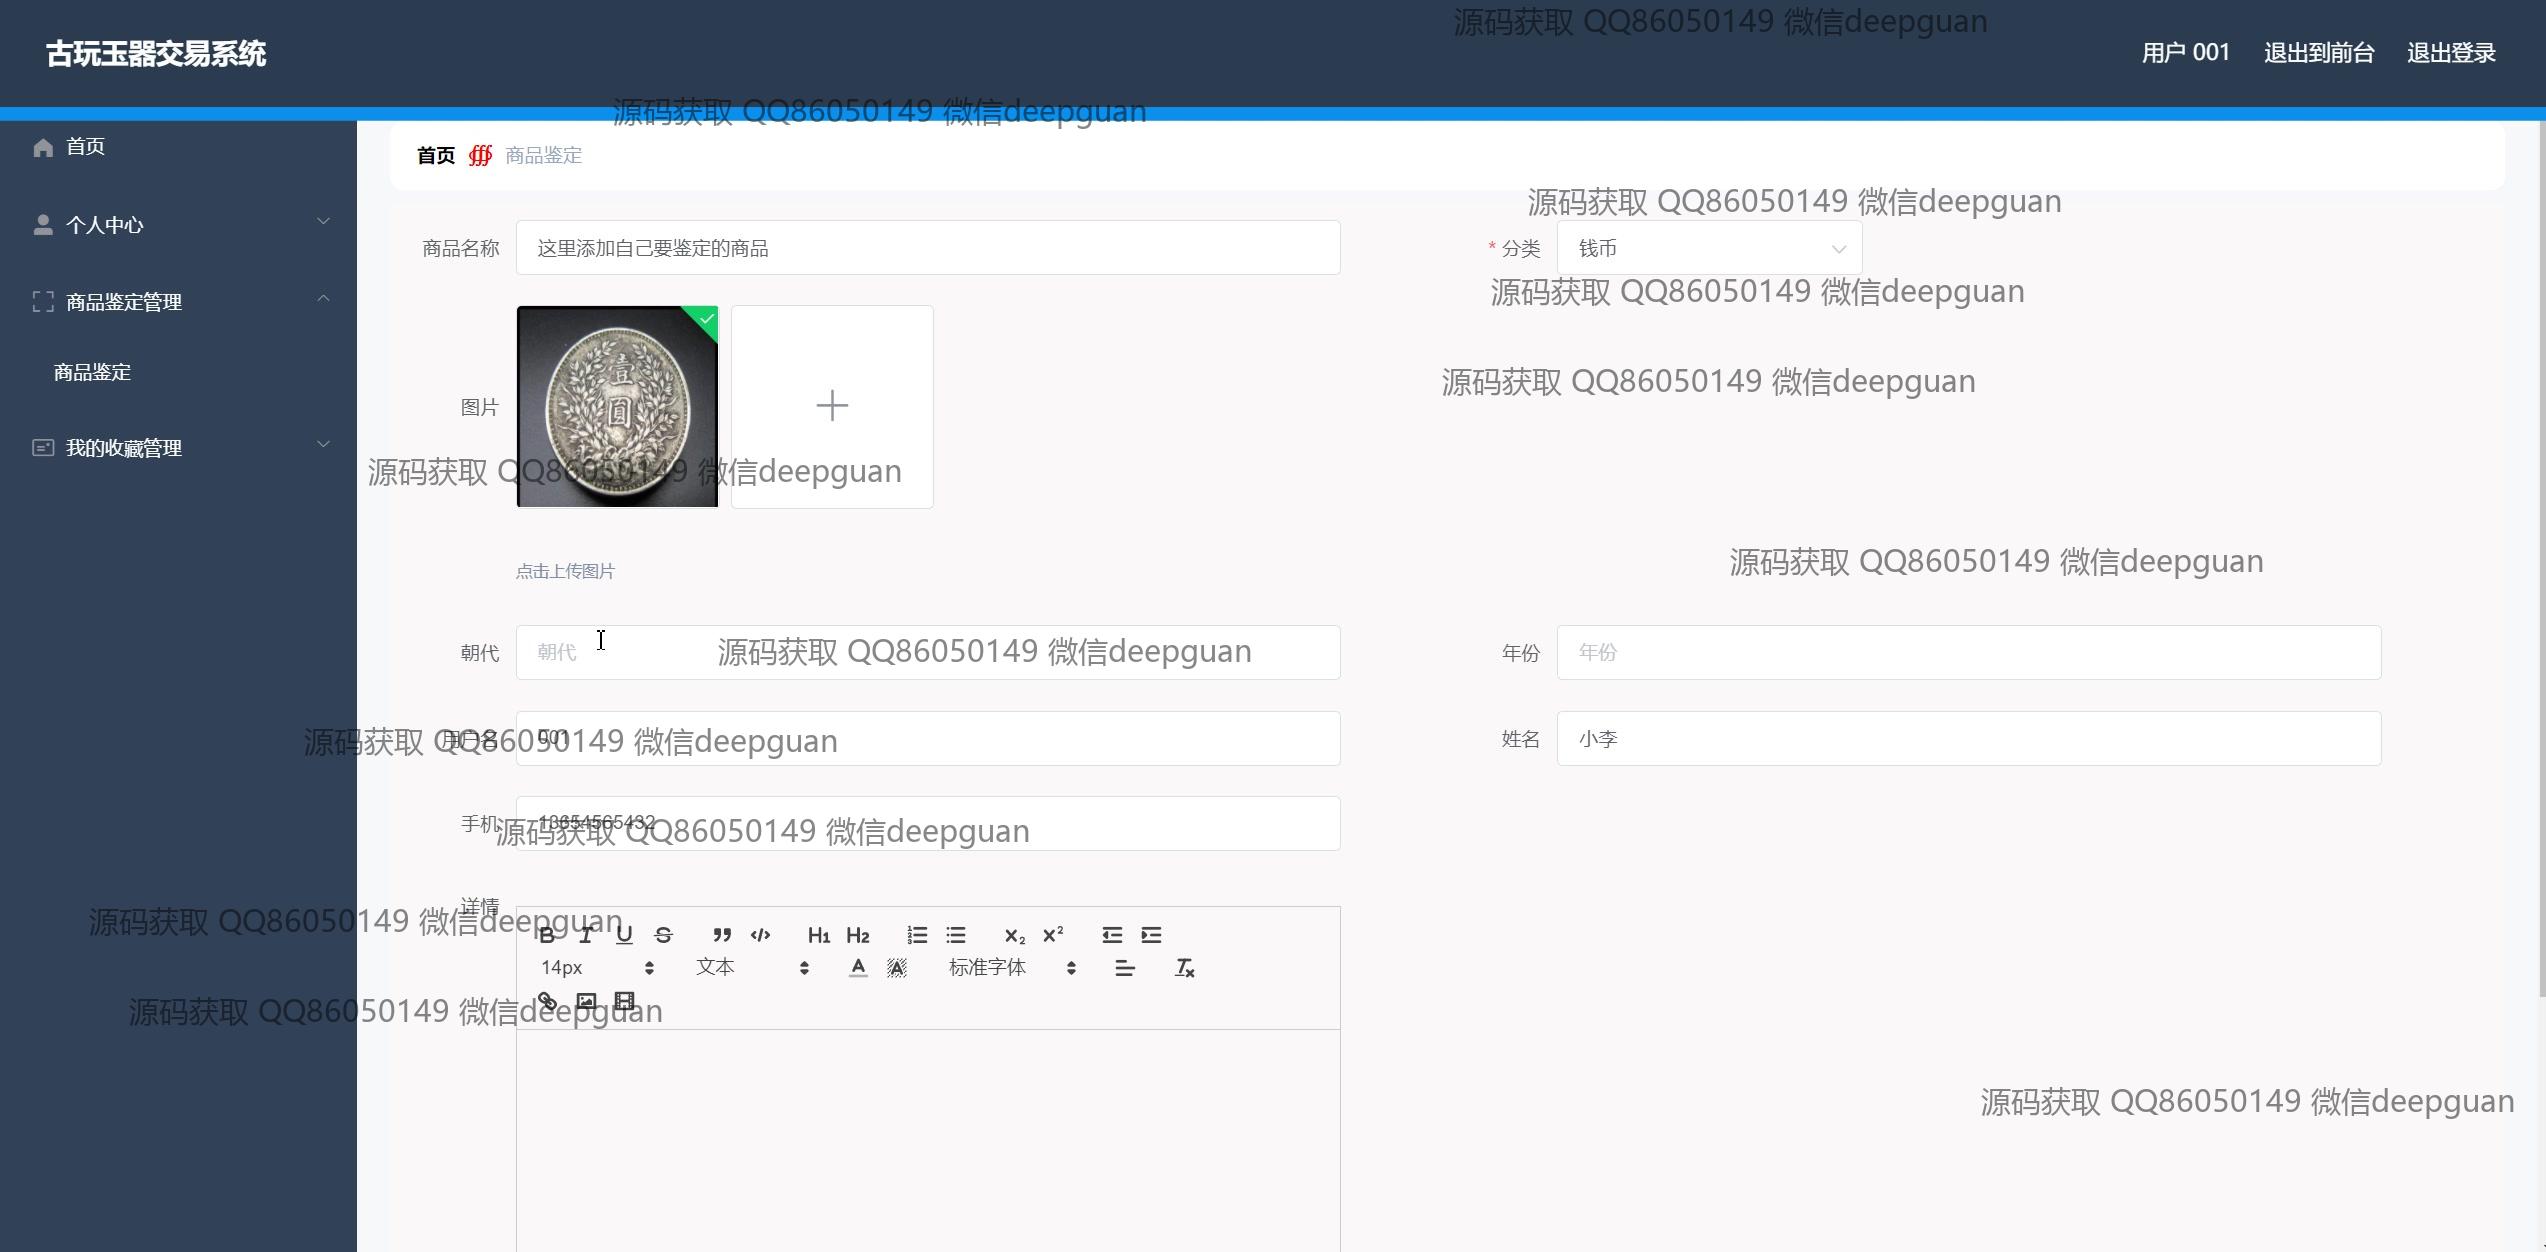 源码获取 QQ86050149 微信deepguan
古玩玉器交易系统
用户 001 退出到前台 退出登录
源码获取 QQ86050149 微信deepguan
首页
首页 商品鉴定
源码获取 QQ86050149 微信deepguan
个人中心
商品名称 这里添加自己要鉴定的商品 * 分类 钱币
源码获取 QQ86050149 微信deepguan
商品鉴定管理
商品鉴定
源码获取 QQ86050149 微信deepguan
壹
圆
图片
我的收藏管理
源码获取 QQ86050149 微信deepguan
源码获取 QQ86050149 微信deepguan
点击上传图片
朝代 朝代 源码获取 QQ86050149 微信deepguan 年份 年份
用户名 001 姓名 小李
源码获取 QQ86050149 微信deepguan
手机 13654565432
源码获取 QQ86050149 微信deepguan
详情
源码获取 QQ86050149 微信deepguan
B I U S H1 H2 X2 X2
14px 文本 A A 标准字体 Tx
源码获取 QQ86050149 微信deepguan
源码获取 QQ86050149 微信deepguan